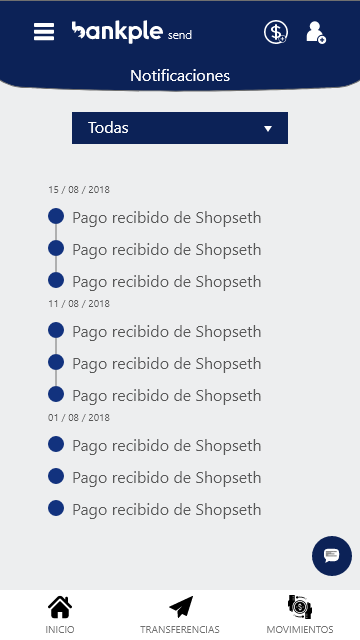 bankple send
Notificaciones
Todas
15 / 08 / 2018
Pago recibido de Shopseth
Pago recibido de Shopseth
Pago recibido de Shopseth
11 / 08 / 2018
Pago recibido de Shopseth
Pago recibido de Shopseth
Pago recibido de Shopseth
01 / 08 / 2018
Pago recibido de Shopseth
Pago recibido de Shopseth
Pago recibido de Shopseth
INICIO TRANSFERENCIAS MOVIMIENTOS